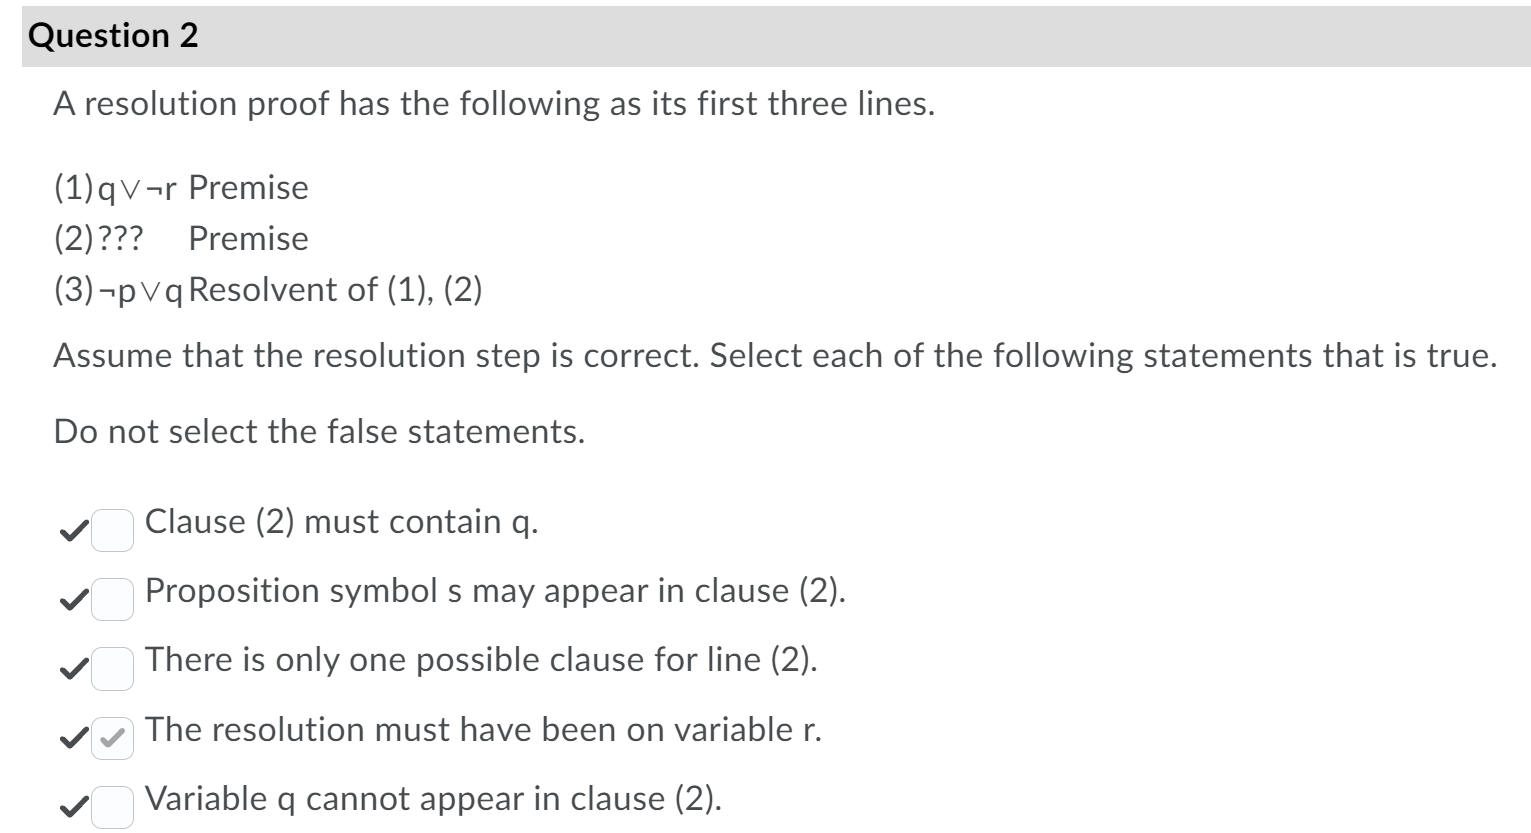 Question 2
A resolution proof has the following as its first three lines.
(1) q∨¬r Premise
(2) ??? Premise
(3) ¬p∨q Resolvent of (1), (2)
Assume that the resolution step is correct. Select each of the following statements that is true.
Do not select the false statements.
Clause (2) must contain q.
Proposition symbol s may appear in clause (2).
There is only one possible clause for line (2).
The resolution must have been on variable r.
Variable q cannot appear in clause (2).